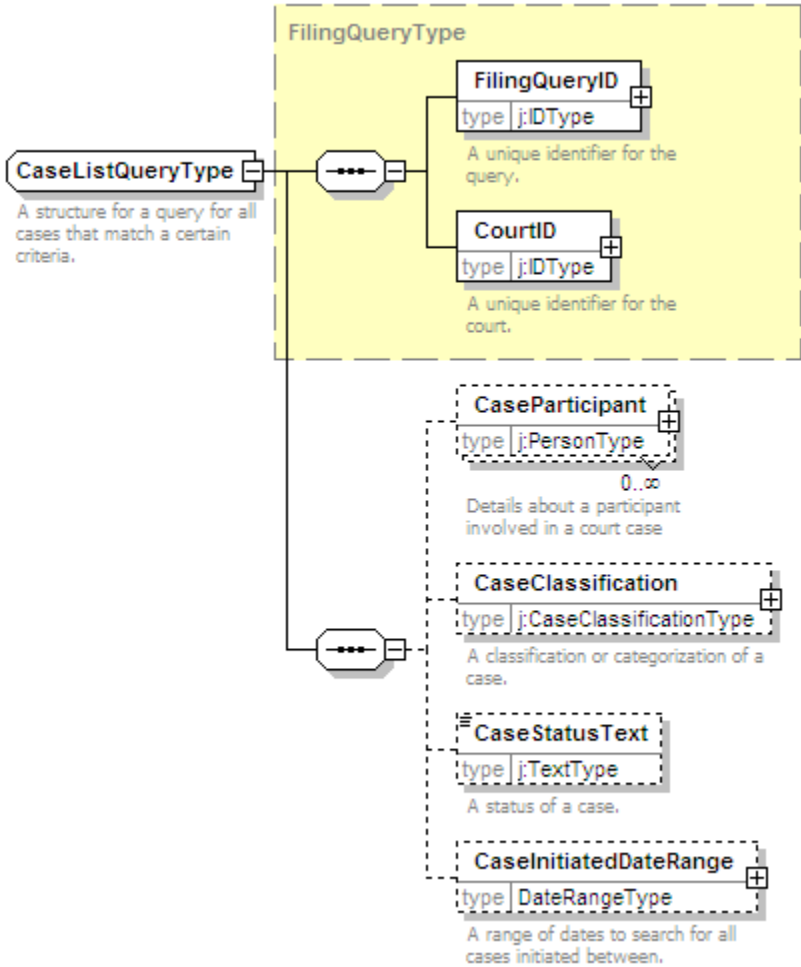 FilingQueryType
FilingQueryID
type j:IDType
A unique identifier for the
query.
CaseListQueryType
A structure for a query for all
cases that match a certain
criteria.
CourtID
type j:IDType
A unique identifier for the
court.
CaseParticipant
type j:PersonType
0..∞
Details about a participant
involved in a court case
CaseClassification
type j:CaseClassificationType
A classification or categorization of a
case.
CaseStatusText
type j:TextType
A status of a case.
CaseInitiatedDateRange
type DateRangeType
A range of dates to search for all
cases initiated between.